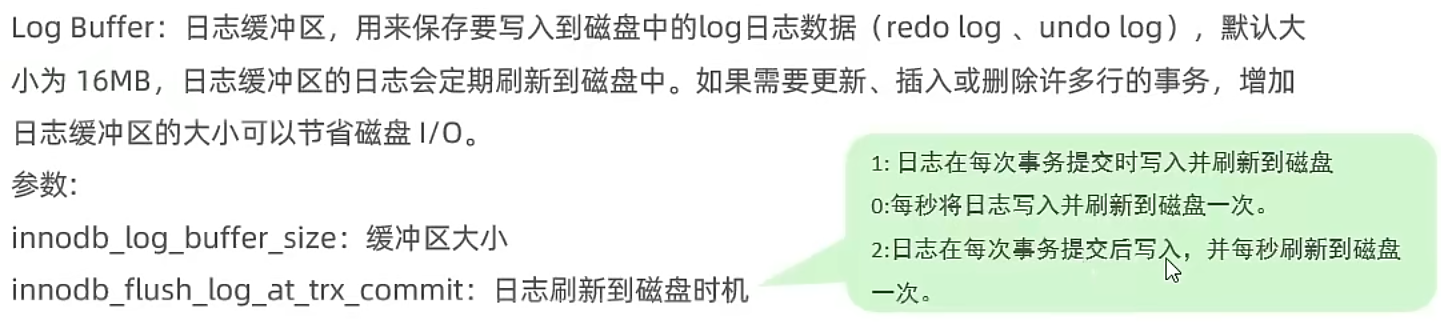 Log Buffer：日志缓冲区，用来保存要写入到磁盘中的log日志数据（redo log 、undo log），默认大
小为 16MB，日志缓冲区的日志会定期刷新到磁盘中。如果需要更新、插入或删除许多行的事务，增加
日志缓冲区的大小可以节省磁盘 I/O。
参数:
innodb_log_buffer_size：缓冲区大小
innodb_flush_log_at_trx_commit：日志刷新到磁盘时机
1: 日志在每次事务提交时写入并刷新到磁盘
0:每秒将日志写入并刷新到磁盘一次。
2:日志在每次事务提交后写入，并每秒刷新到磁盘
一次。